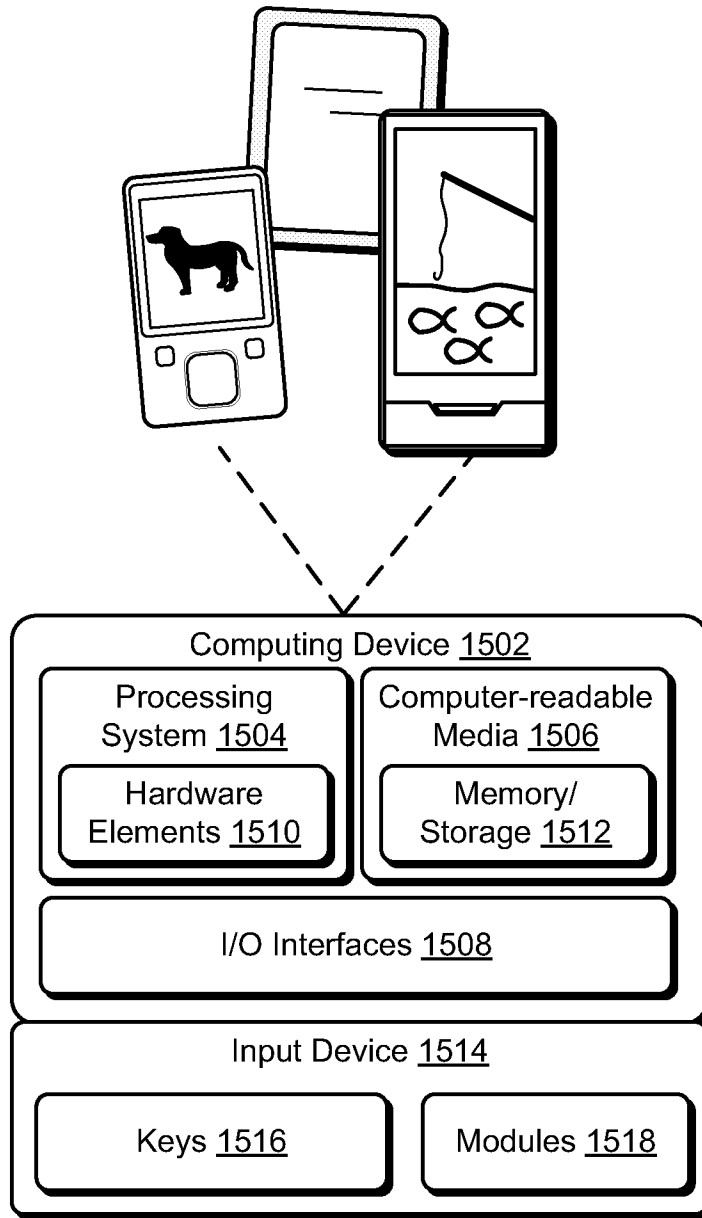 Computing Device 1502
Processing
System 1504
Computer-readable
Media 1506
Hardware
Elements 1510
Memory/
Storage 1512
I/O Interfaces 1508
Input Device 1514
Keys 1516
Modules 1518